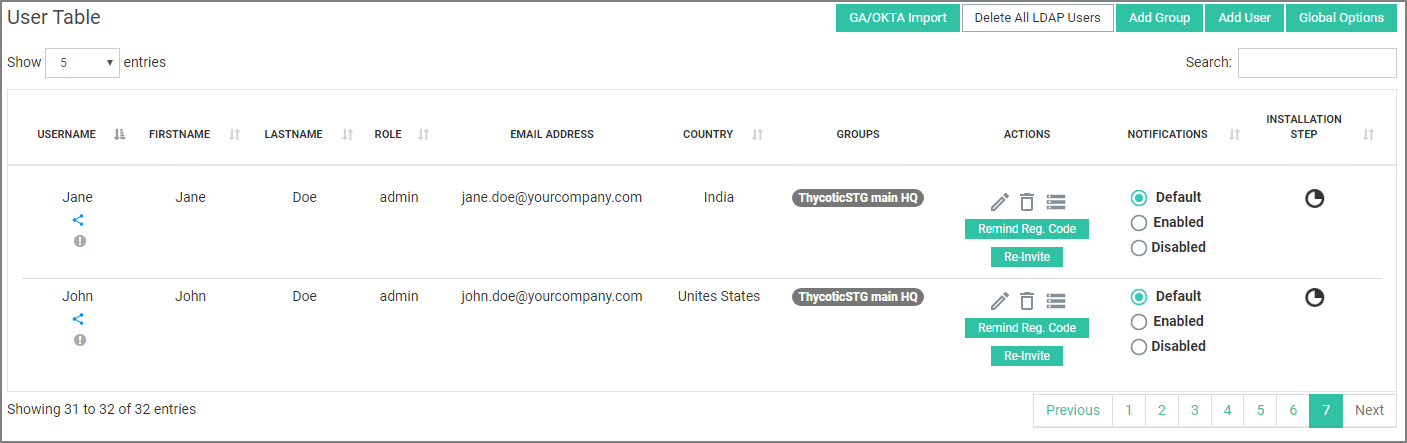 User Table
GA/OKTA Import Delete All LDAP Users Add Group Add User Global Options
Show 5 entries Search:
USERNAME FIRSTNAME LASTNAME ROLE EMAIL ADDRESS COUNTRY GROUPS ACTIONS NOTIFICATIONS INSTALLATION STEP
Jane Jane Doe admin jane.doe@yourcompany.com India ThycoticSTG main HQ Default
Enabled
Remind Reg. Code
Disabled
Re-Invite
John John Doe admin john.doe@yourcompany.com Unites States ThycoticSTG main HQ Default
Enabled
Remind Reg. Code
Disabled
Re-Invite
Showing 31 to 32 of 32 entries Previous 1 2 3 4 5 6 7 Next